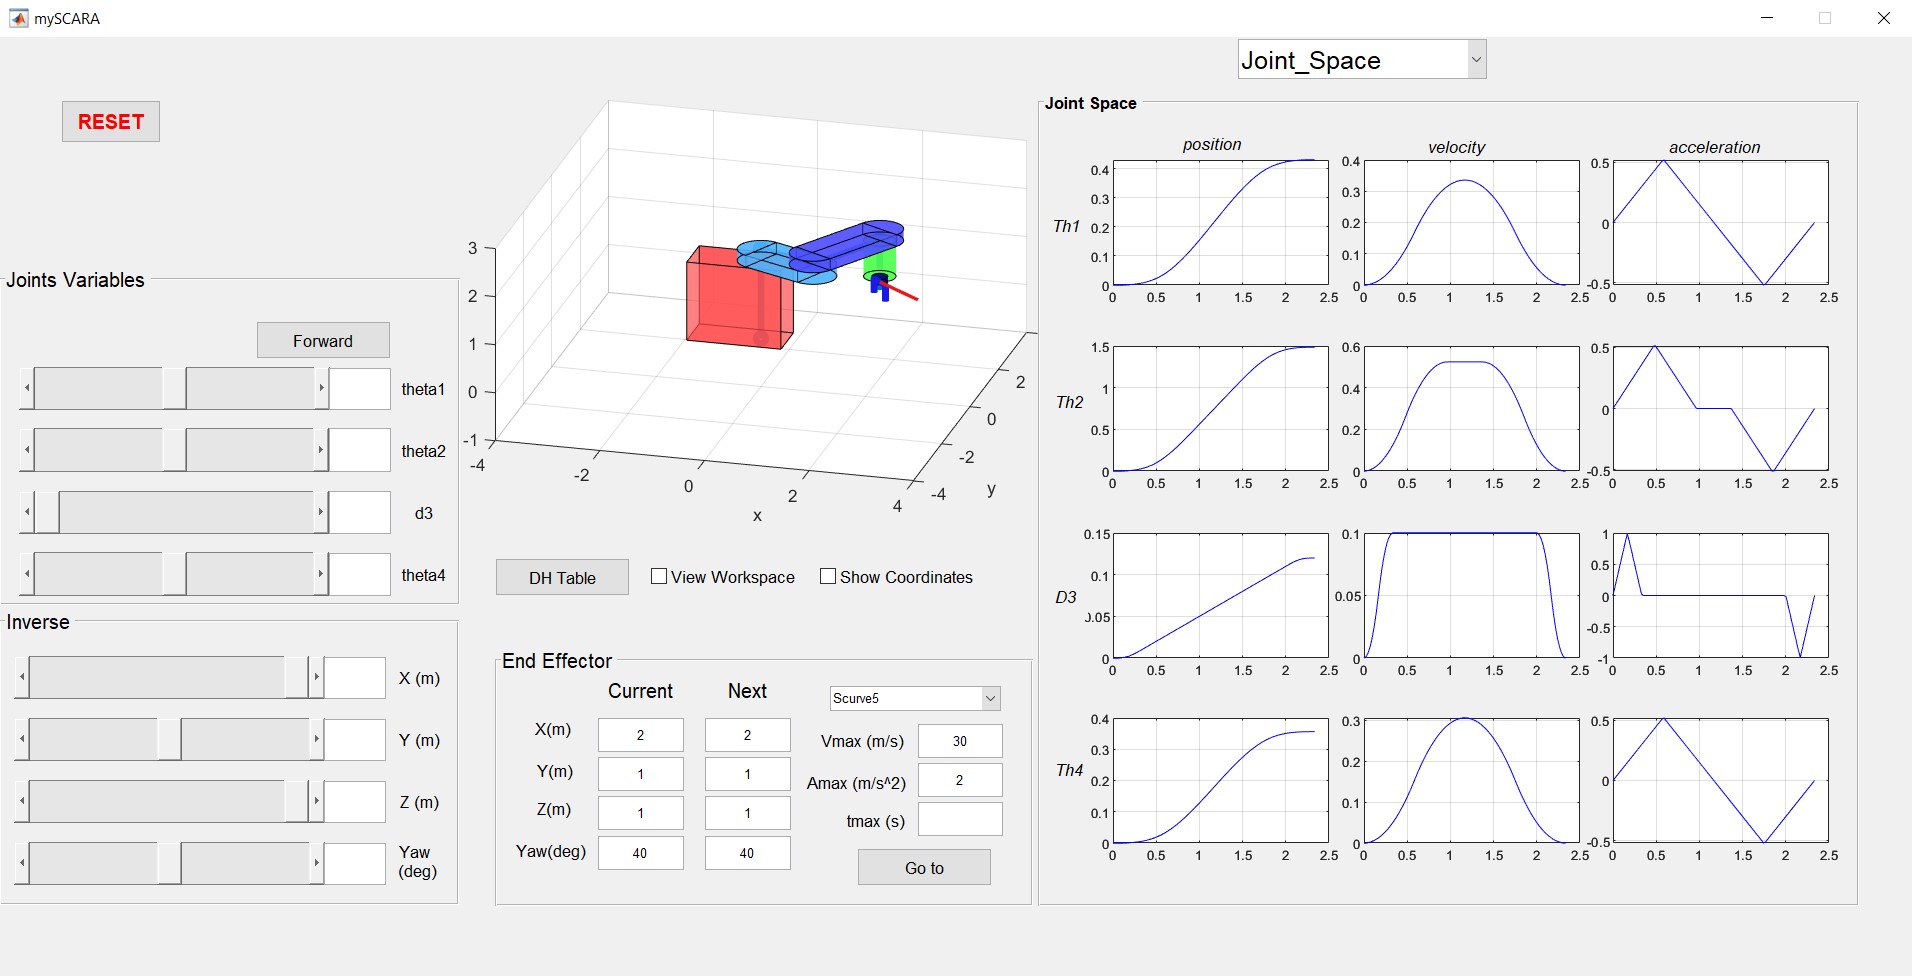 mySCARA
Joint_Space
RESET
Joint Space
position velocity acceleration
Th1
0.4
0.3
0.2
0.1
0
0 0.5 1 1.5 2 2.5
0.4
0.3
0.2
0.1
0
0 0.5 1 1.5 2 2.5
0.5
0
-0.5
0 0.5 1 1.5 2 2.5
Th2
1.5
1
0.5
0
0 0.5 1 1.5 2 2.5
0.6
0.4
0.2
0
0 0.5 1 1.5 2 2.5
0.5
0
-0.5
0 0.5 1 1.5 2 2.5
D3
0.15
0.1
0.05
0
0 0.5 1 1.5 2 2.5
0.1
0.05
0
0 0.5 1 1.5 2 2.5
1
0.5
0
-0.5
-1
0 0.5 1 1.5 2 2.5
Th4
0.4
0.3
0.2
0.1
0
0 0.5 1 1.5 2 2.5
0.3
0.2
0.1
0
0 0.5 1 1.5 2 2.5
0.5
0
-0.5
0 0.5 1 1.5 2 2.5
3
2
1
0
-1
-4 -2 0 2 4
x
-4 -2 0 2
y
Joints Variables
Forward
theta1
theta2
d3
theta4
Inverse
X (m)
Y (m)
Z (m)
Yaw
(deg)
DH Table
View Workspace
Show Coordinates
End Effector
Current Next
Scurve5
X(m) 2 2
Vmax (m/s) 30
Y(m) 1 1
Amax (m/s^2) 2
Z(m) 1 1
tmax (s)
Yaw(deg) 40 40
Go to